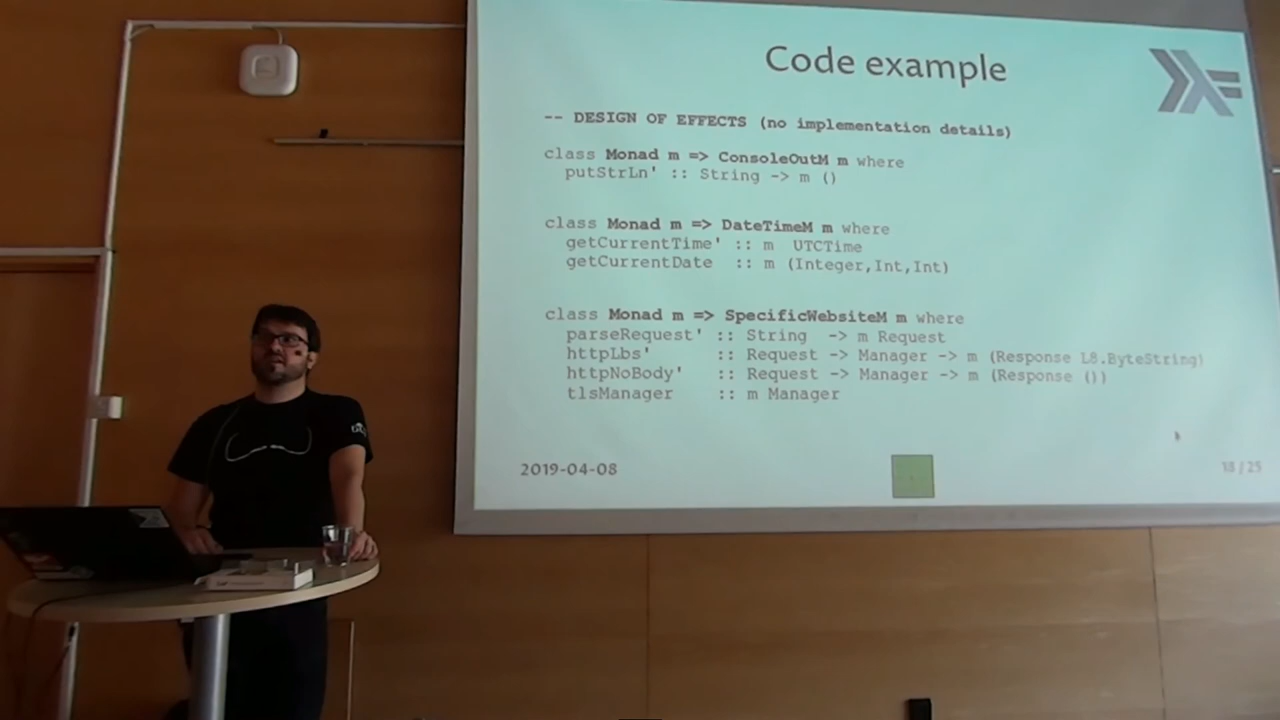 Code example
-- DESIGN OF EFFECTS (no implementation details)
class Monad m => ConsoleOutM m where
putStrLn' :: String -> m ()
class Monad m => DateTimeM m where
getCurrentTime' :: m UTCTime
getCurrentDate :: m (Integer,Int,Int)
class Monad m => SpecificWebsiteM m where
parseRequest' :: String -> m Request
httpLbs' :: Request -> Manager -> m (Response L8.ByteString)
httpNoBody' :: Request -> Manager -> m (Response ())
tlsManager :: m Manager
2019-04-08
18 / 25